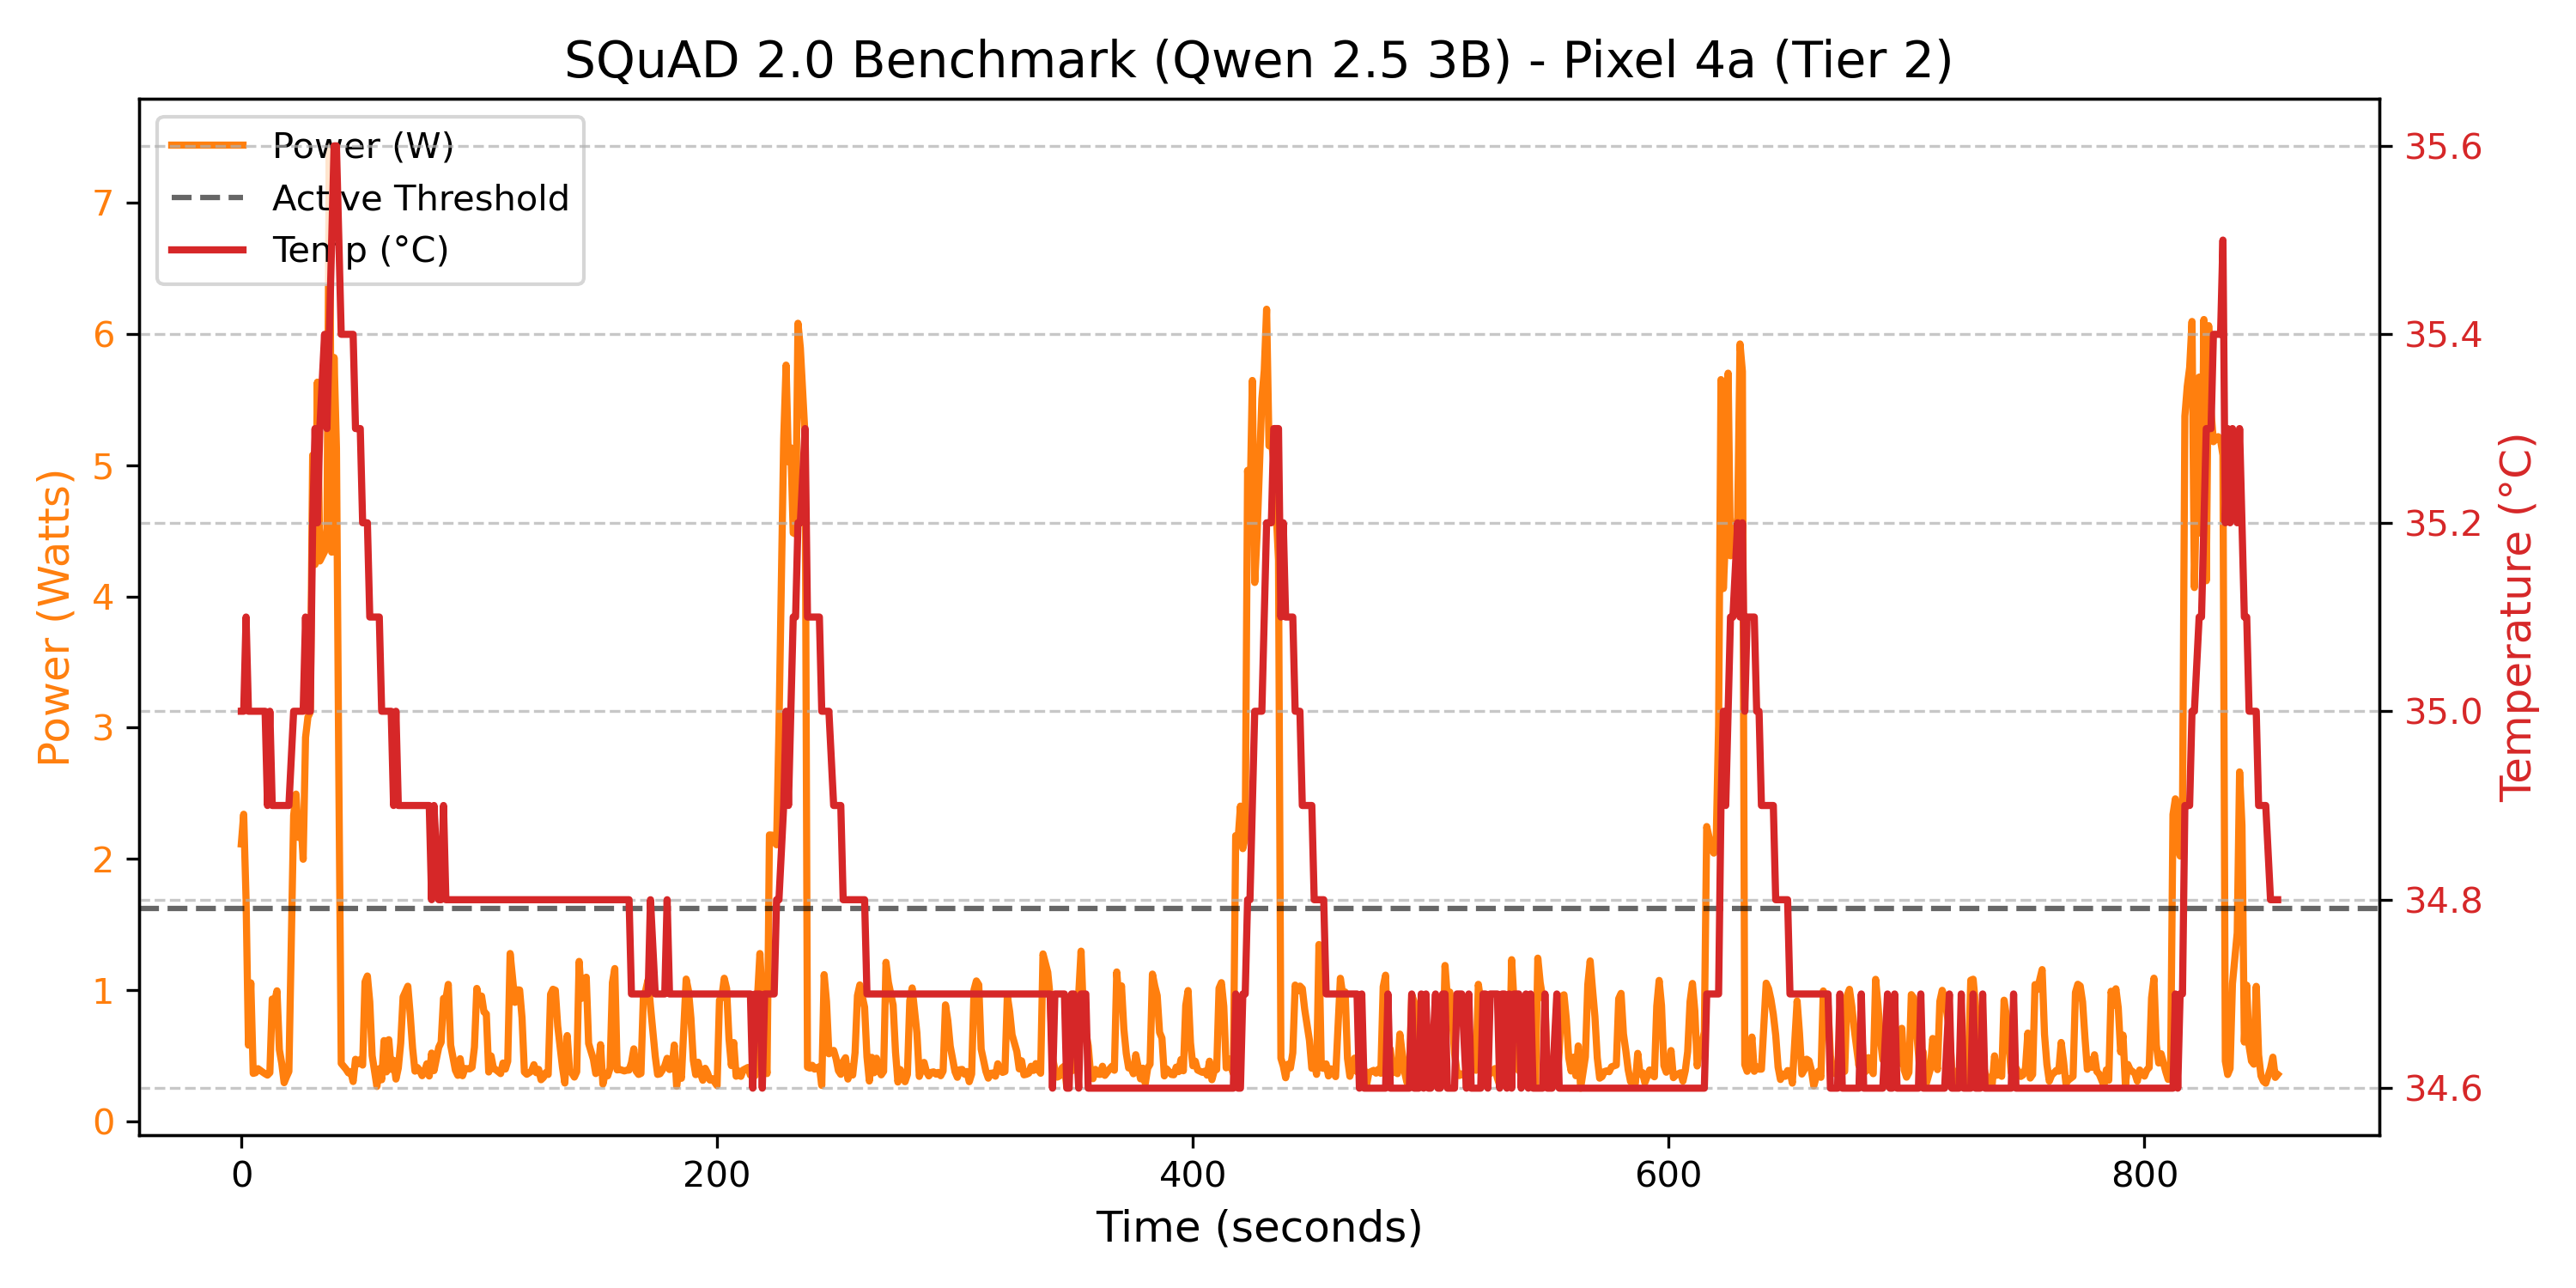 SQuAD 2.0 Benchmark (Qwen 2.5 3B) - Pixel 4a (Tier 2)
Power (W)
Active Threshold
Temp (°C)
Power (Watts)
7
6
5
4
3
2
1
0
35.6
35.4
35.2
35.0
34.8
34.6
Temperature (°C)
0 200 400 600 800
Time (seconds)